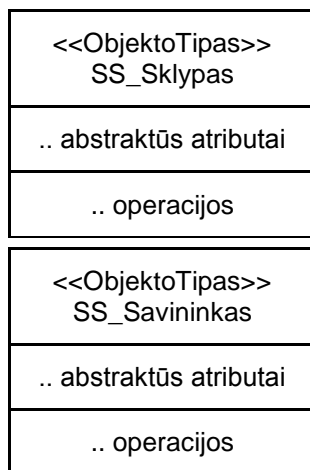 <<ObjektoTipas>>
SS_Sklypas
.. abstraktūs atributai
.. operacijos
<<ObjektoTipas>>
SS_Savininkas
.. abstraktūs atributai
.. operacijos